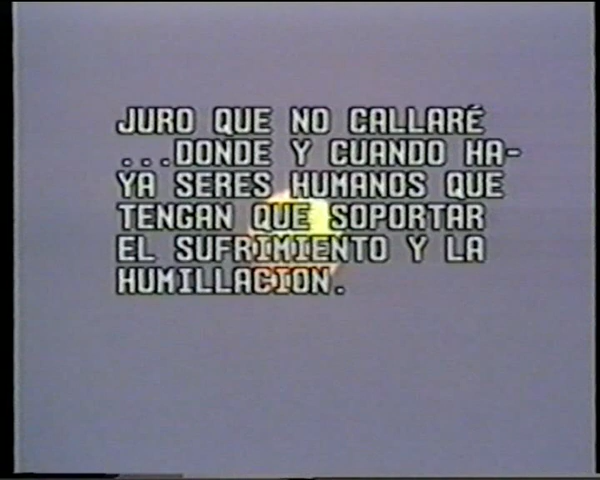 JURO QUE NO CALLARÉ
...DONDE Y CUANDO HA-
YA SERES HUMANOS QUE
TENGAN QUE SOPORTAR
EL SUFRIMIENTO Y LA
HUMILLACION.